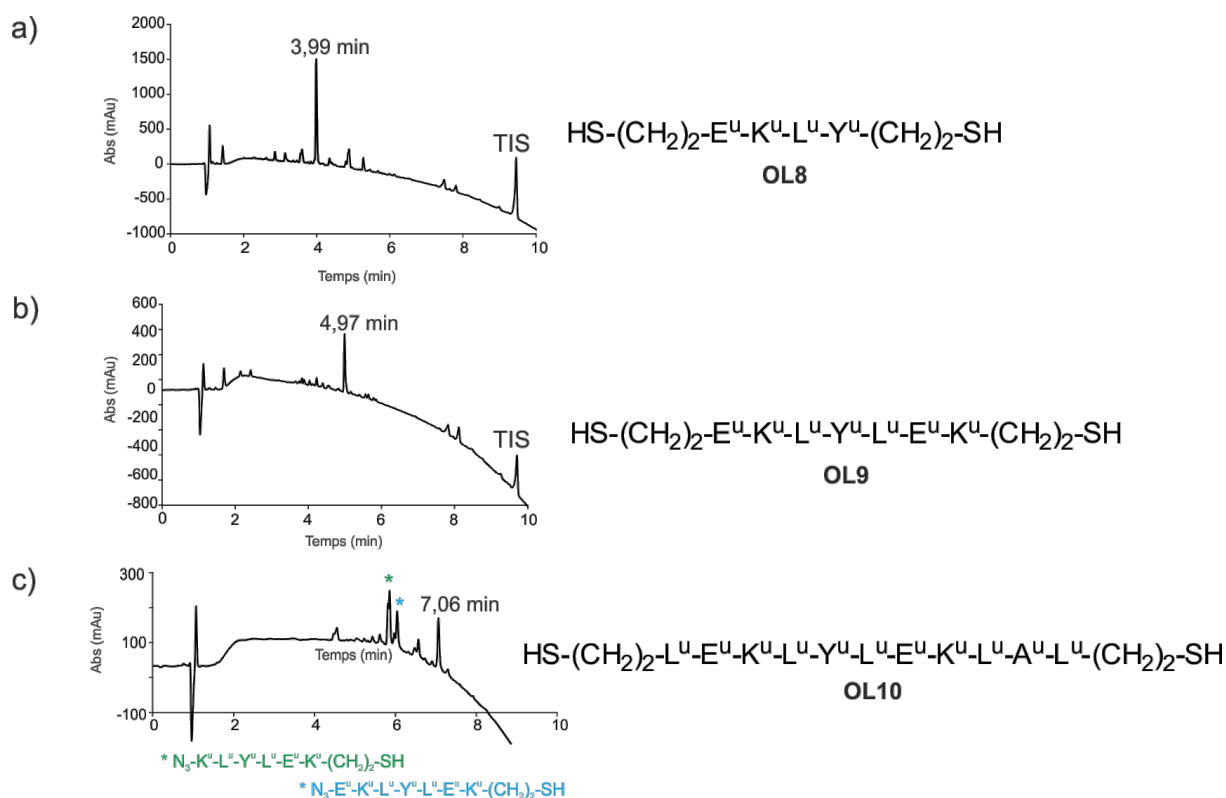 a)
2000
1500
1000
500
0
-500
-1000
Abs (mAu)
3,99 min
TIS
0 2 4 6 8 10
Temps (min)
HS-(CH₂)₂-Eᵘ-Kᵘ-Lᵘ-Yᵘ-(CH₂)₂-SH
OL8
b)
600
400
200
0
-200
-400
-600
-800
Abs (mAu)
4,97 min
TIS
0 2 4 6 8 10
Temps (min)
HS-(CH₂)₂-Eᵘ-Kᵘ-Lᵘ-Yᵘ-Lᵘ-Eᵘ-Kᵘ-(CH₂)₂-SH
OL9
c)
300
100
-100
Abs (mAu)
*
*
7,06 min
Temps (min)
0 2 4 6 8 10
HS-(CH₂)₂-Lᵘ-Eᵘ-Kᵘ-Lᵘ-Yᵘ-Lᵘ-Eᵘ-Kᵘ-Lᵘ-Aᵘ-Lᵘ-(CH₂)₂-SH
OL10
* N₃-Kᵘ-Lᵘ-Yᵘ-Lᵘ-Eᵘ-Kᵘ-(CH₂)₂-SH
* N₃-Eᵘ-Kᵘ-Lᵘ-Yᵘ-Lᵘ-Eᵘ-Kᵘ-(CH₂)₂-SH